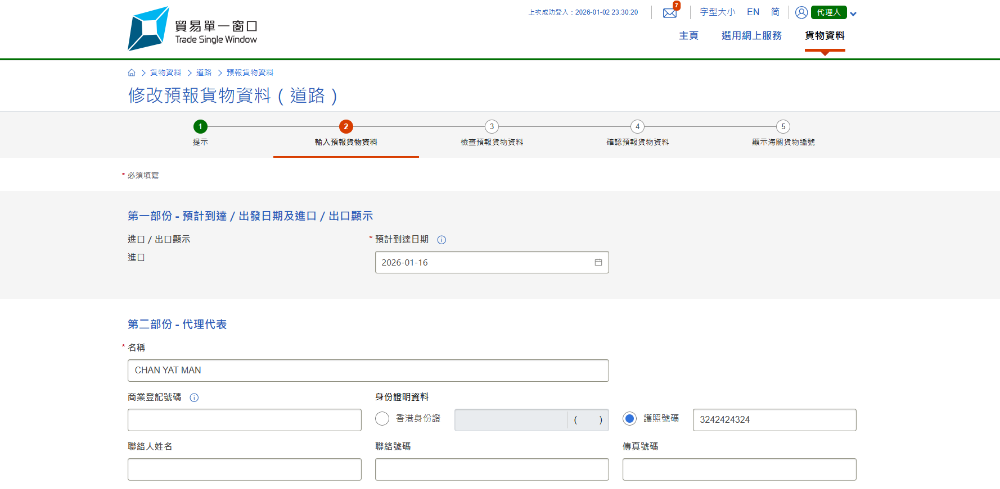 上次成功登入：2026-01-02 23:30:20
7
字型大小
EN
简
代理人
貿易單一窗口
Trade Single Window
主頁
選用網上服務
貨物資料
貨物資料
道路
預報貨物資料
修改預報貨物資料（道路）
1
2
3
4
5
提示
輸入預報貨物資料
檢查預報貨物資料
確認預報貨物資料
顯示海關貨物編號
* 必須填寫
第一部份 - 預計到達 / 出發日期及進口 / 出口顯示
進口 / 出口顯示
* 預計到達日期
進口
2026-01-16
第二部份 - 代理代表
* 名稱
CHAN YAT MAN
商業登記號碼
身份證明資料
香港身份證
( )
護照號碼
3242424324
聯絡人姓名
聯絡號碼
傳真號碼